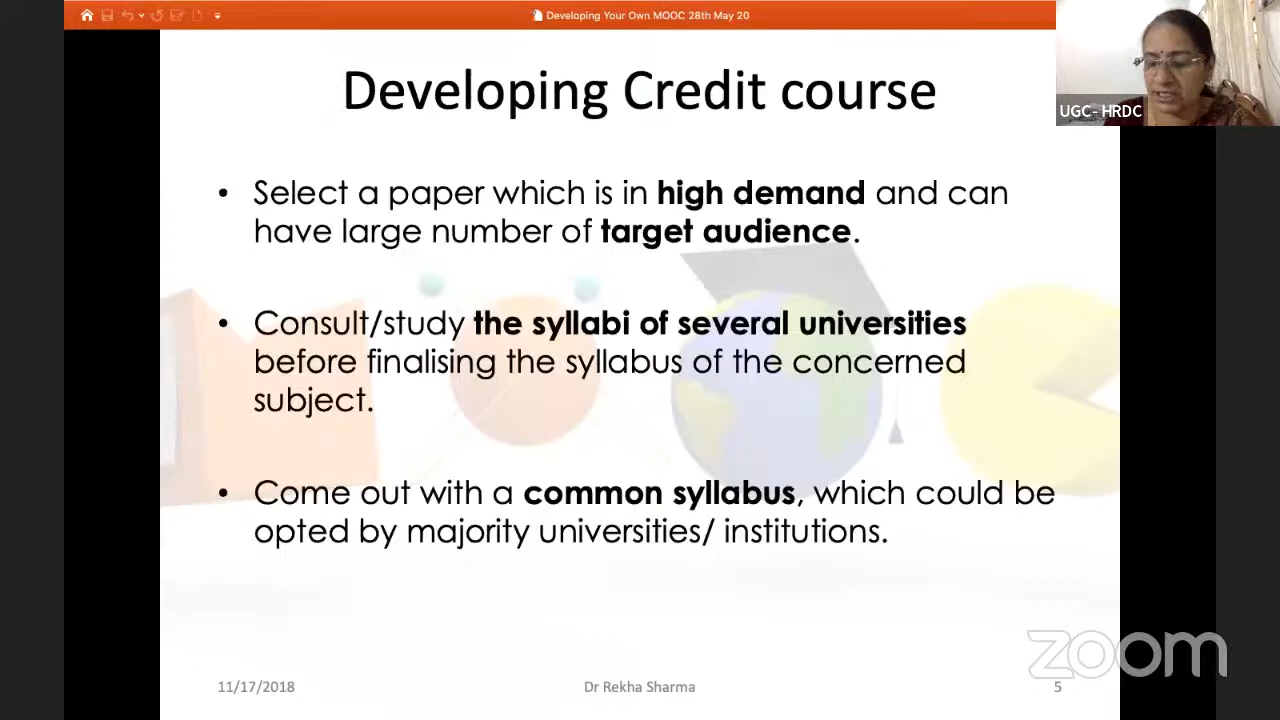 Developing Your Own MOOC 28th May 20
UGC- HRDC
Developing Credit course
• Select a paper which is in high demand and can
have large number of target audience.
• Consult/study the syllabi of several universities
before finalising the syllabus of the concerned
subject.
• Come out with a common syllabus, which could be
opted by majority universities/ institutions.
zoom
11/17/2018
Dr Rekha Sharma
5